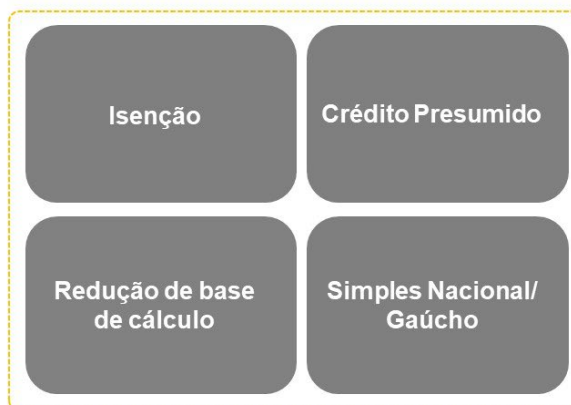 Isenção
Crédito Presumido
Redução de base
de cálculo
Simples Nacional/
Gaúcho